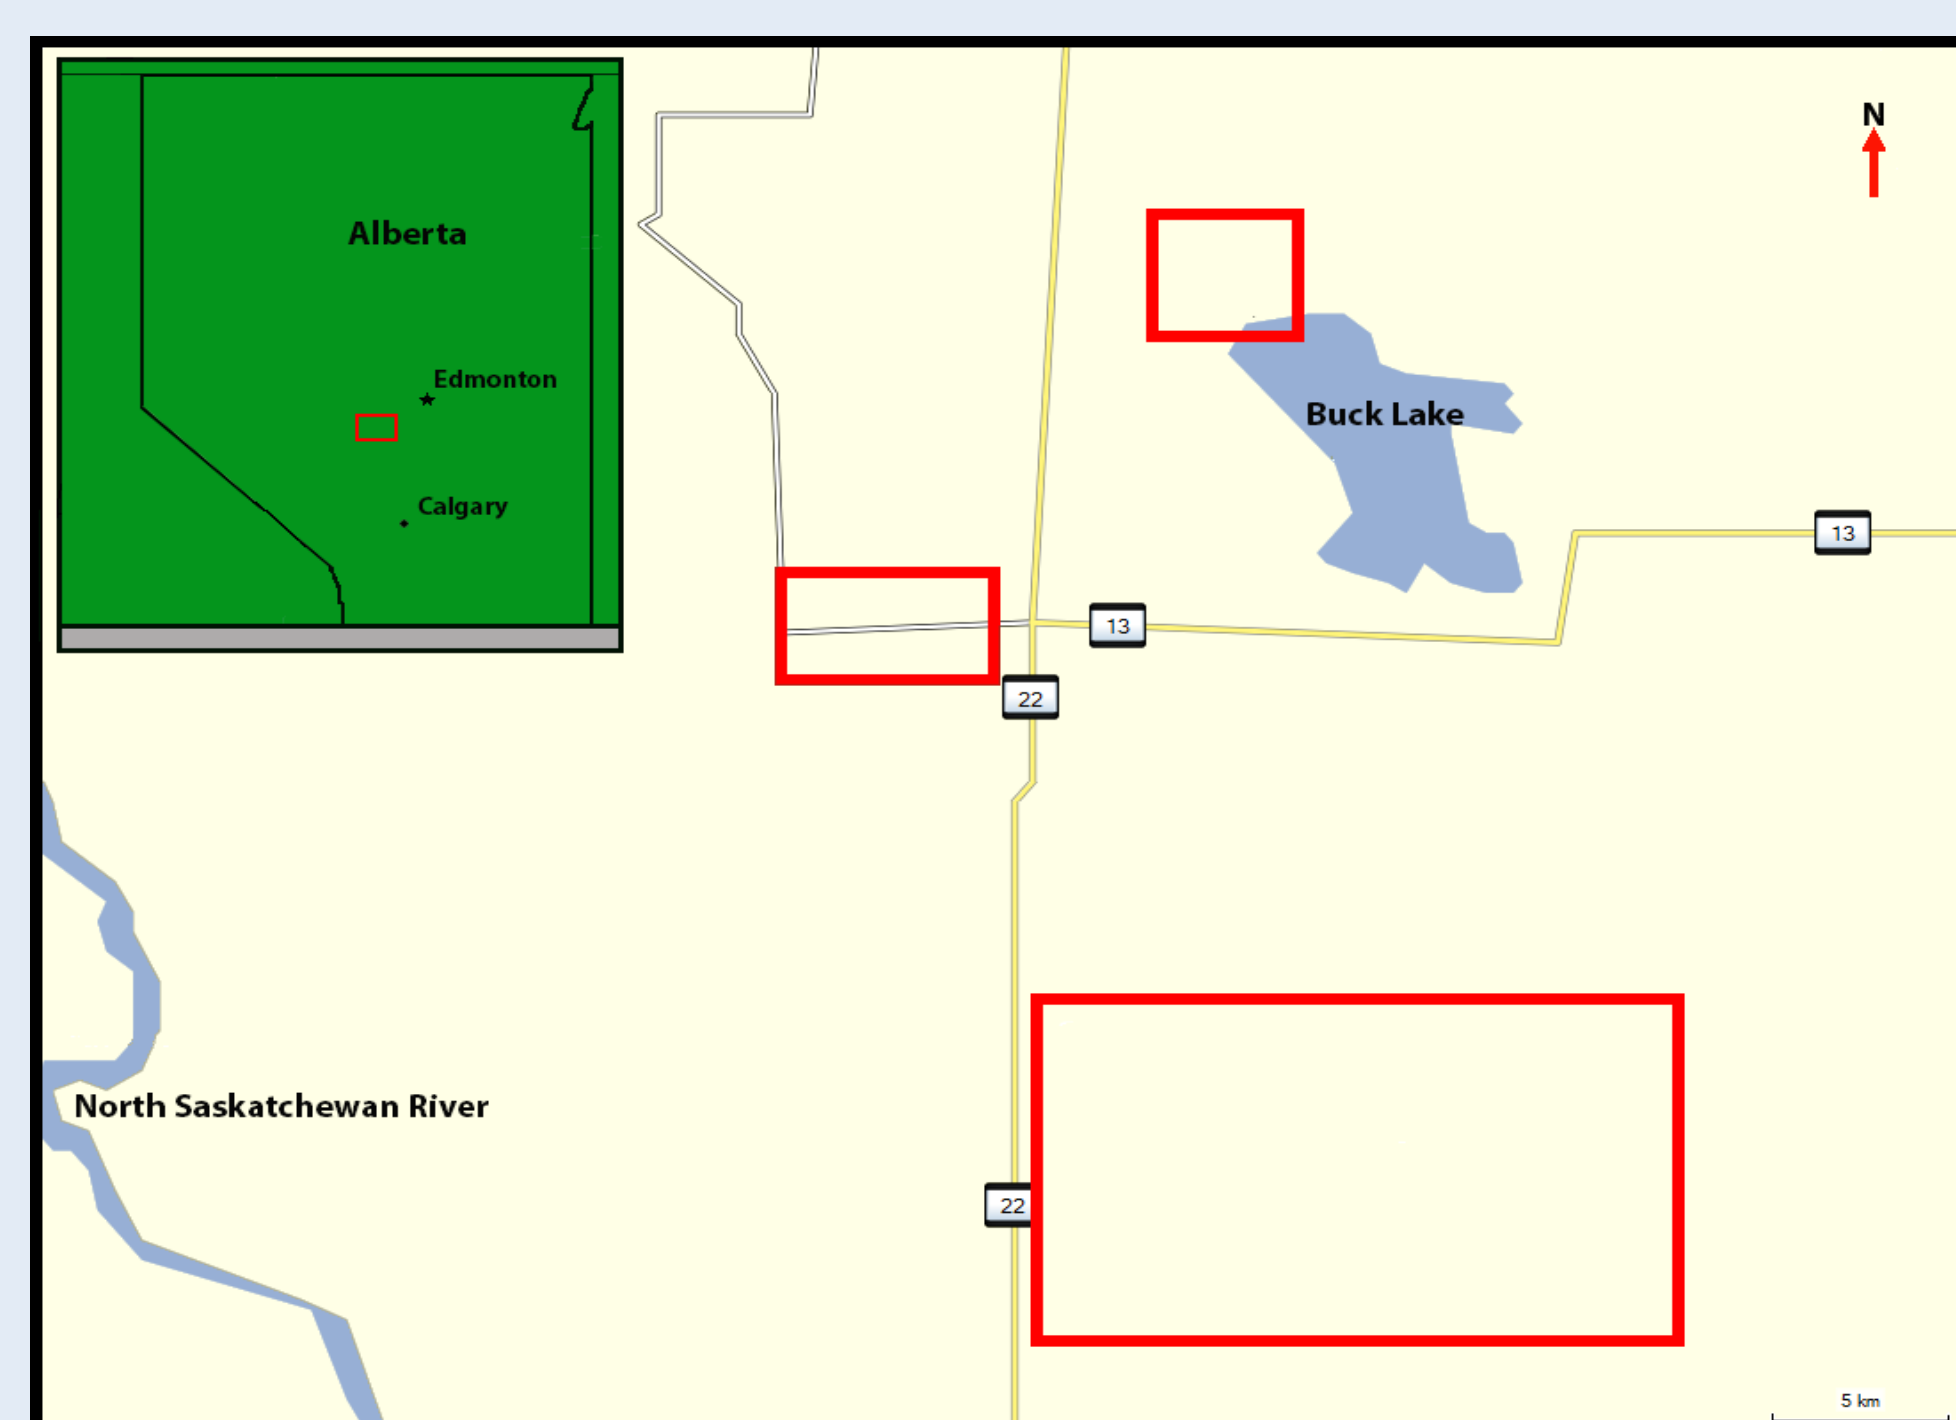 N
Alberta
Edmonton
Calgary
Buck Lake
13
13
22
North Saskatchewan River
22
5 km